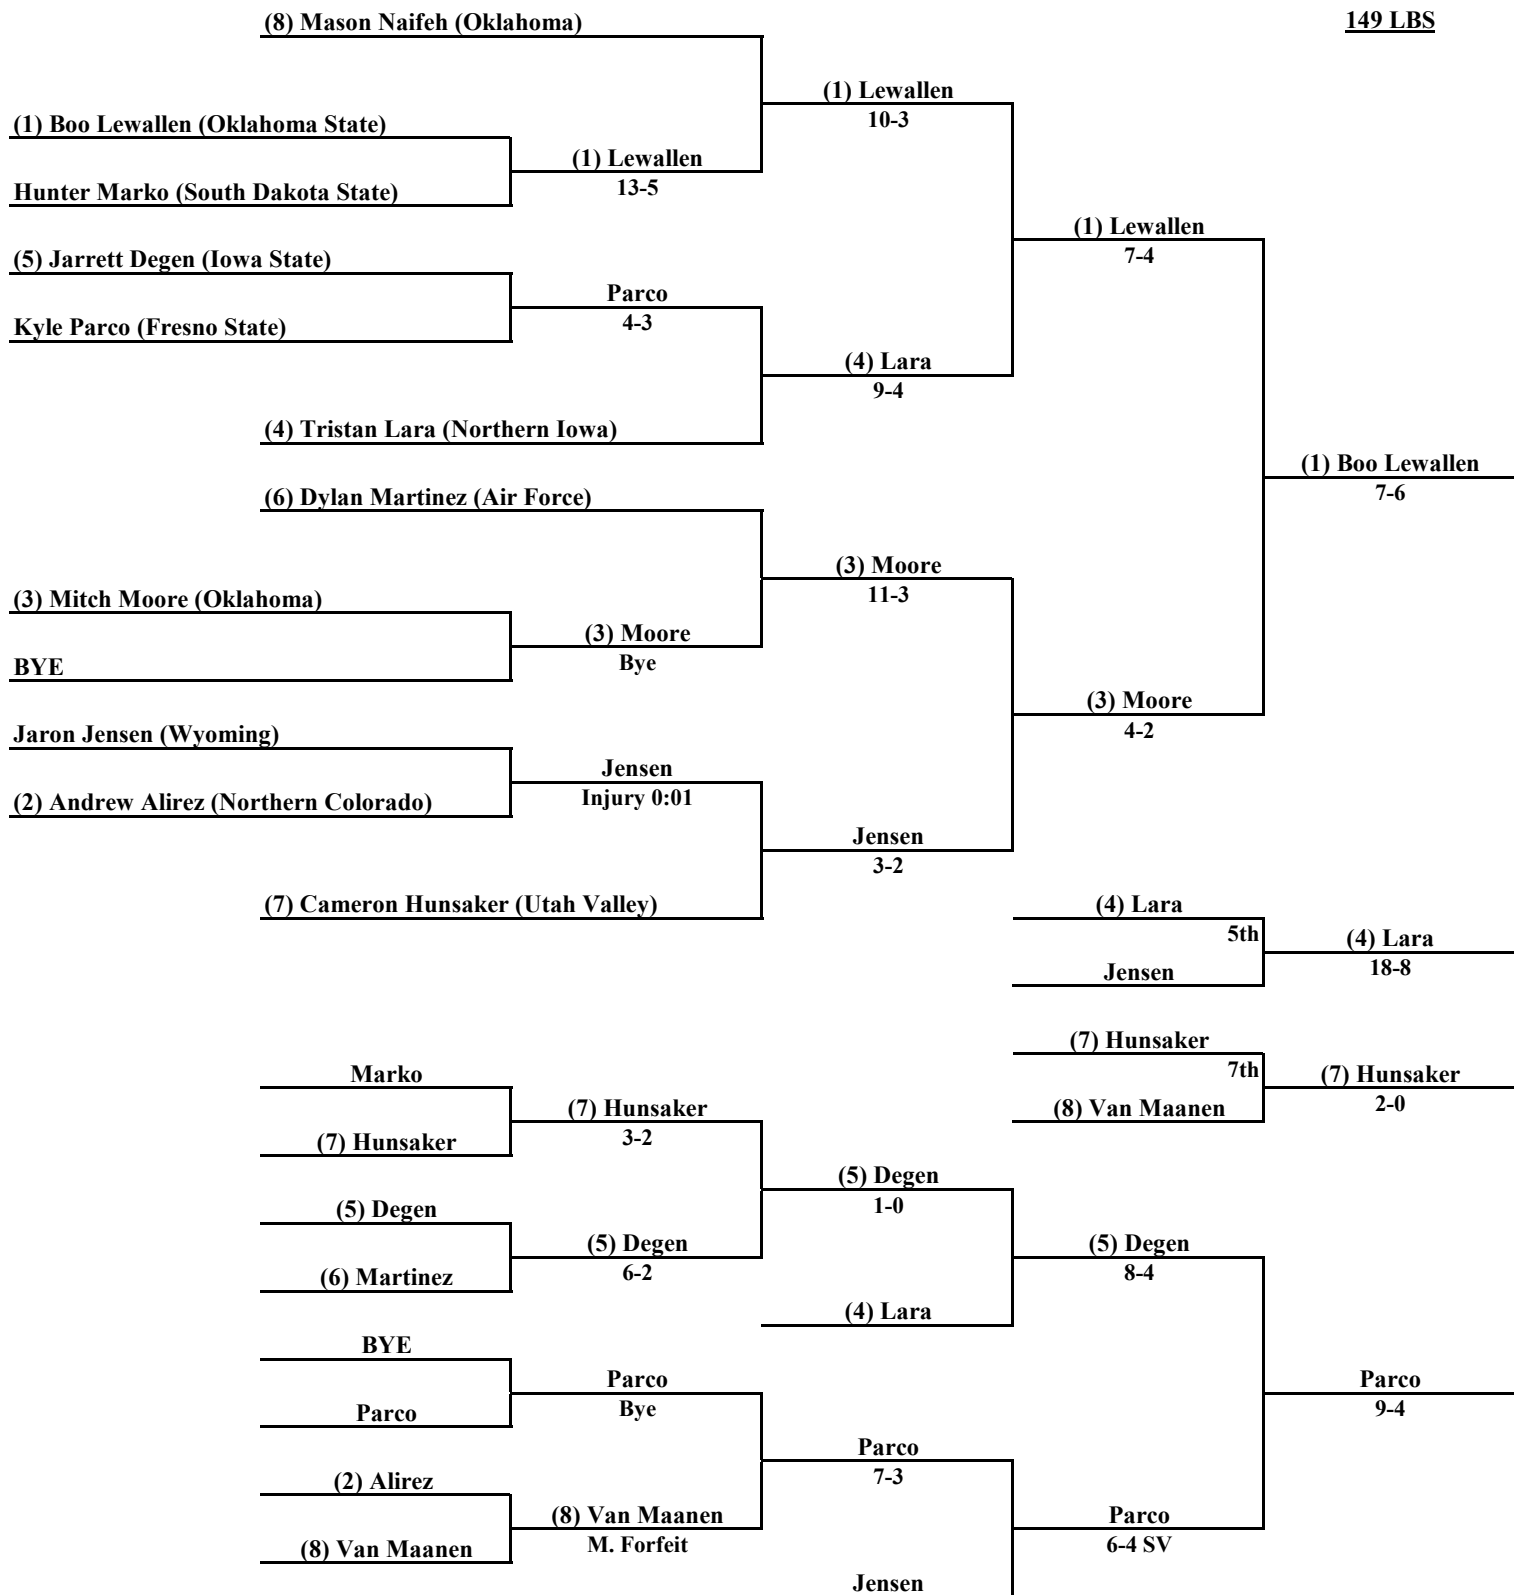 (8) Mason Naifeh (Oklahoma)
149 LBS
(1) Lewallen
10-3
(1) Boo Lewallen (Oklahoma State)
(1) Lewallen
13-5
Hunter Marko (South Dakota State)
(1) Lewallen
7-4
(5) Jarrett Degen (Iowa State)
Parco
4-3
Kyle Parco (Fresno State)
(4) Lara
9-4
(4) Tristan Lara (Northern Iowa)
(1) Boo Lewallen
7-6
(6) Dylan Martinez (Air Force)
(3) Moore
11-3
(3) Mitch Moore (Oklahoma)
(3) Moore
Bye
BYE
(3) Moore
4-2
Jaron Jensen (Wyoming)
Jensen
Injury 0:01
(2) Andrew Alirez (Northern Colorado)
Jensen
3-2
(7) Cameron Hunsaker (Utah Valley)
(4) Lara
5th
(4) Lara
18-8
Jensen
(7) Hunsaker
7th
(7) Hunsaker
2-0
(8) Van Maanen
Marko
(7) Hunsaker
3-2
(7) Hunsaker
(5) Degen
1-0
(5) Degen
(5) Degen
6-2
(6) Martinez
(5) Degen
8-4
(4) Lara
BYE
Parco
Bye
Parco
Parco
9-4
Parco
7-3
(2) Alirez
(8) Van Maanen
M. Forfeit
(8) Van Maanen
Parco
6-4 SV
Jensen